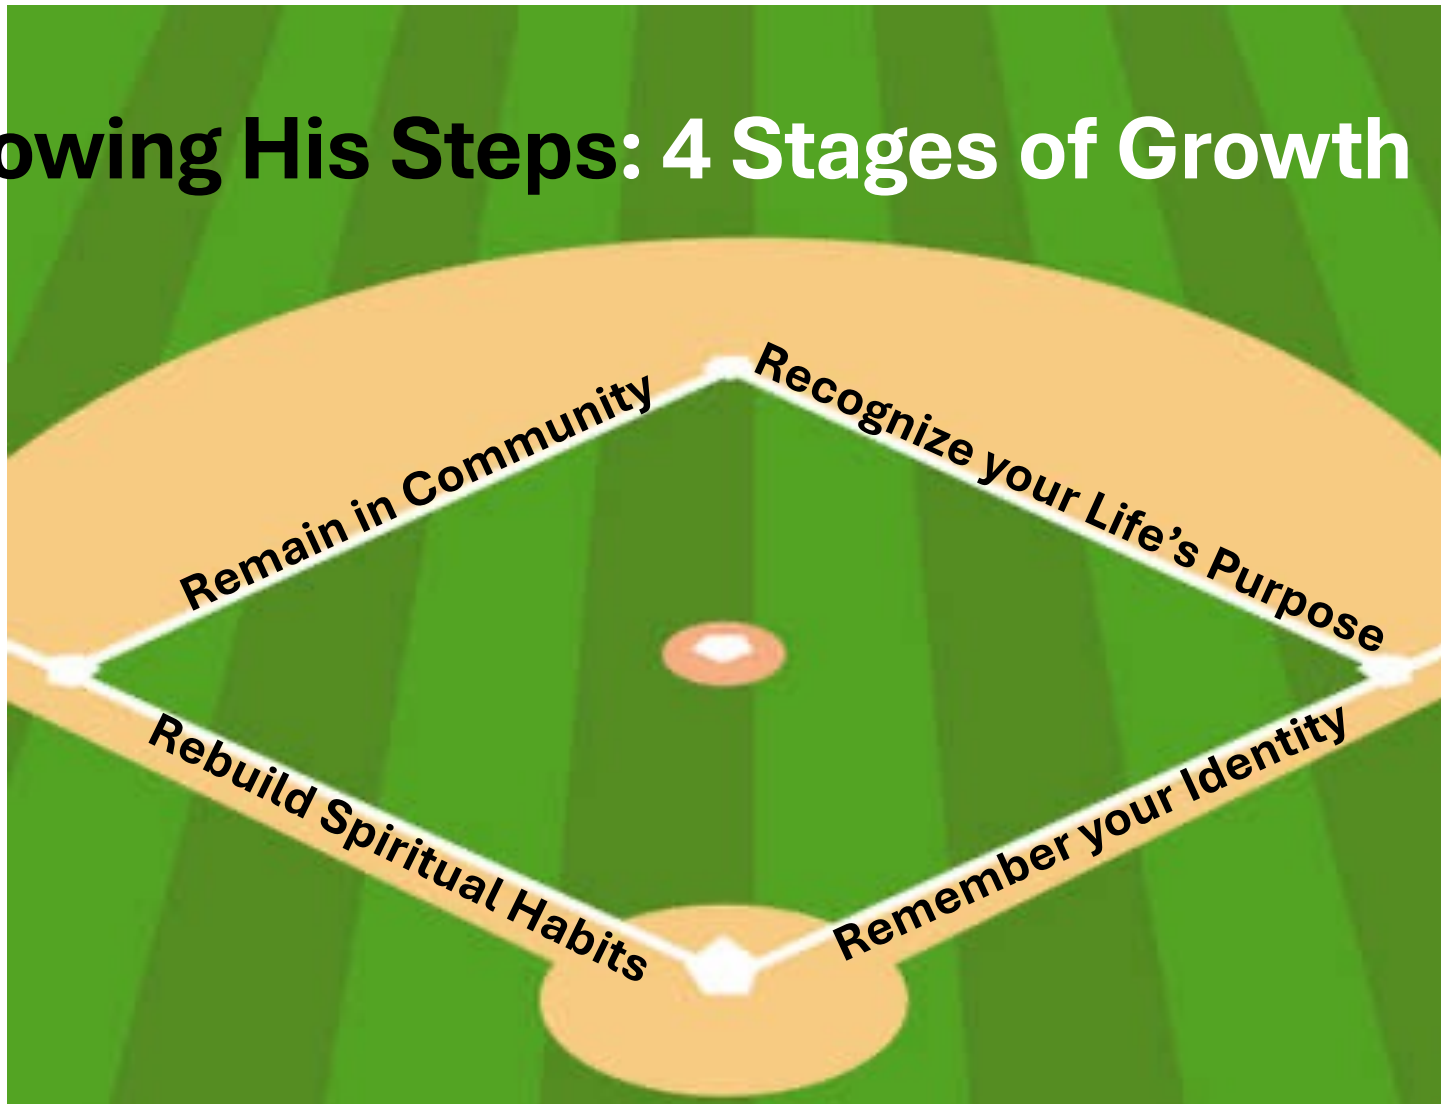 owing His Steps: 4 Stages of Growth
Remain in Community
Recognize your Life’s Purpose
Rebuild Spiritual Habits
Remember your Identity